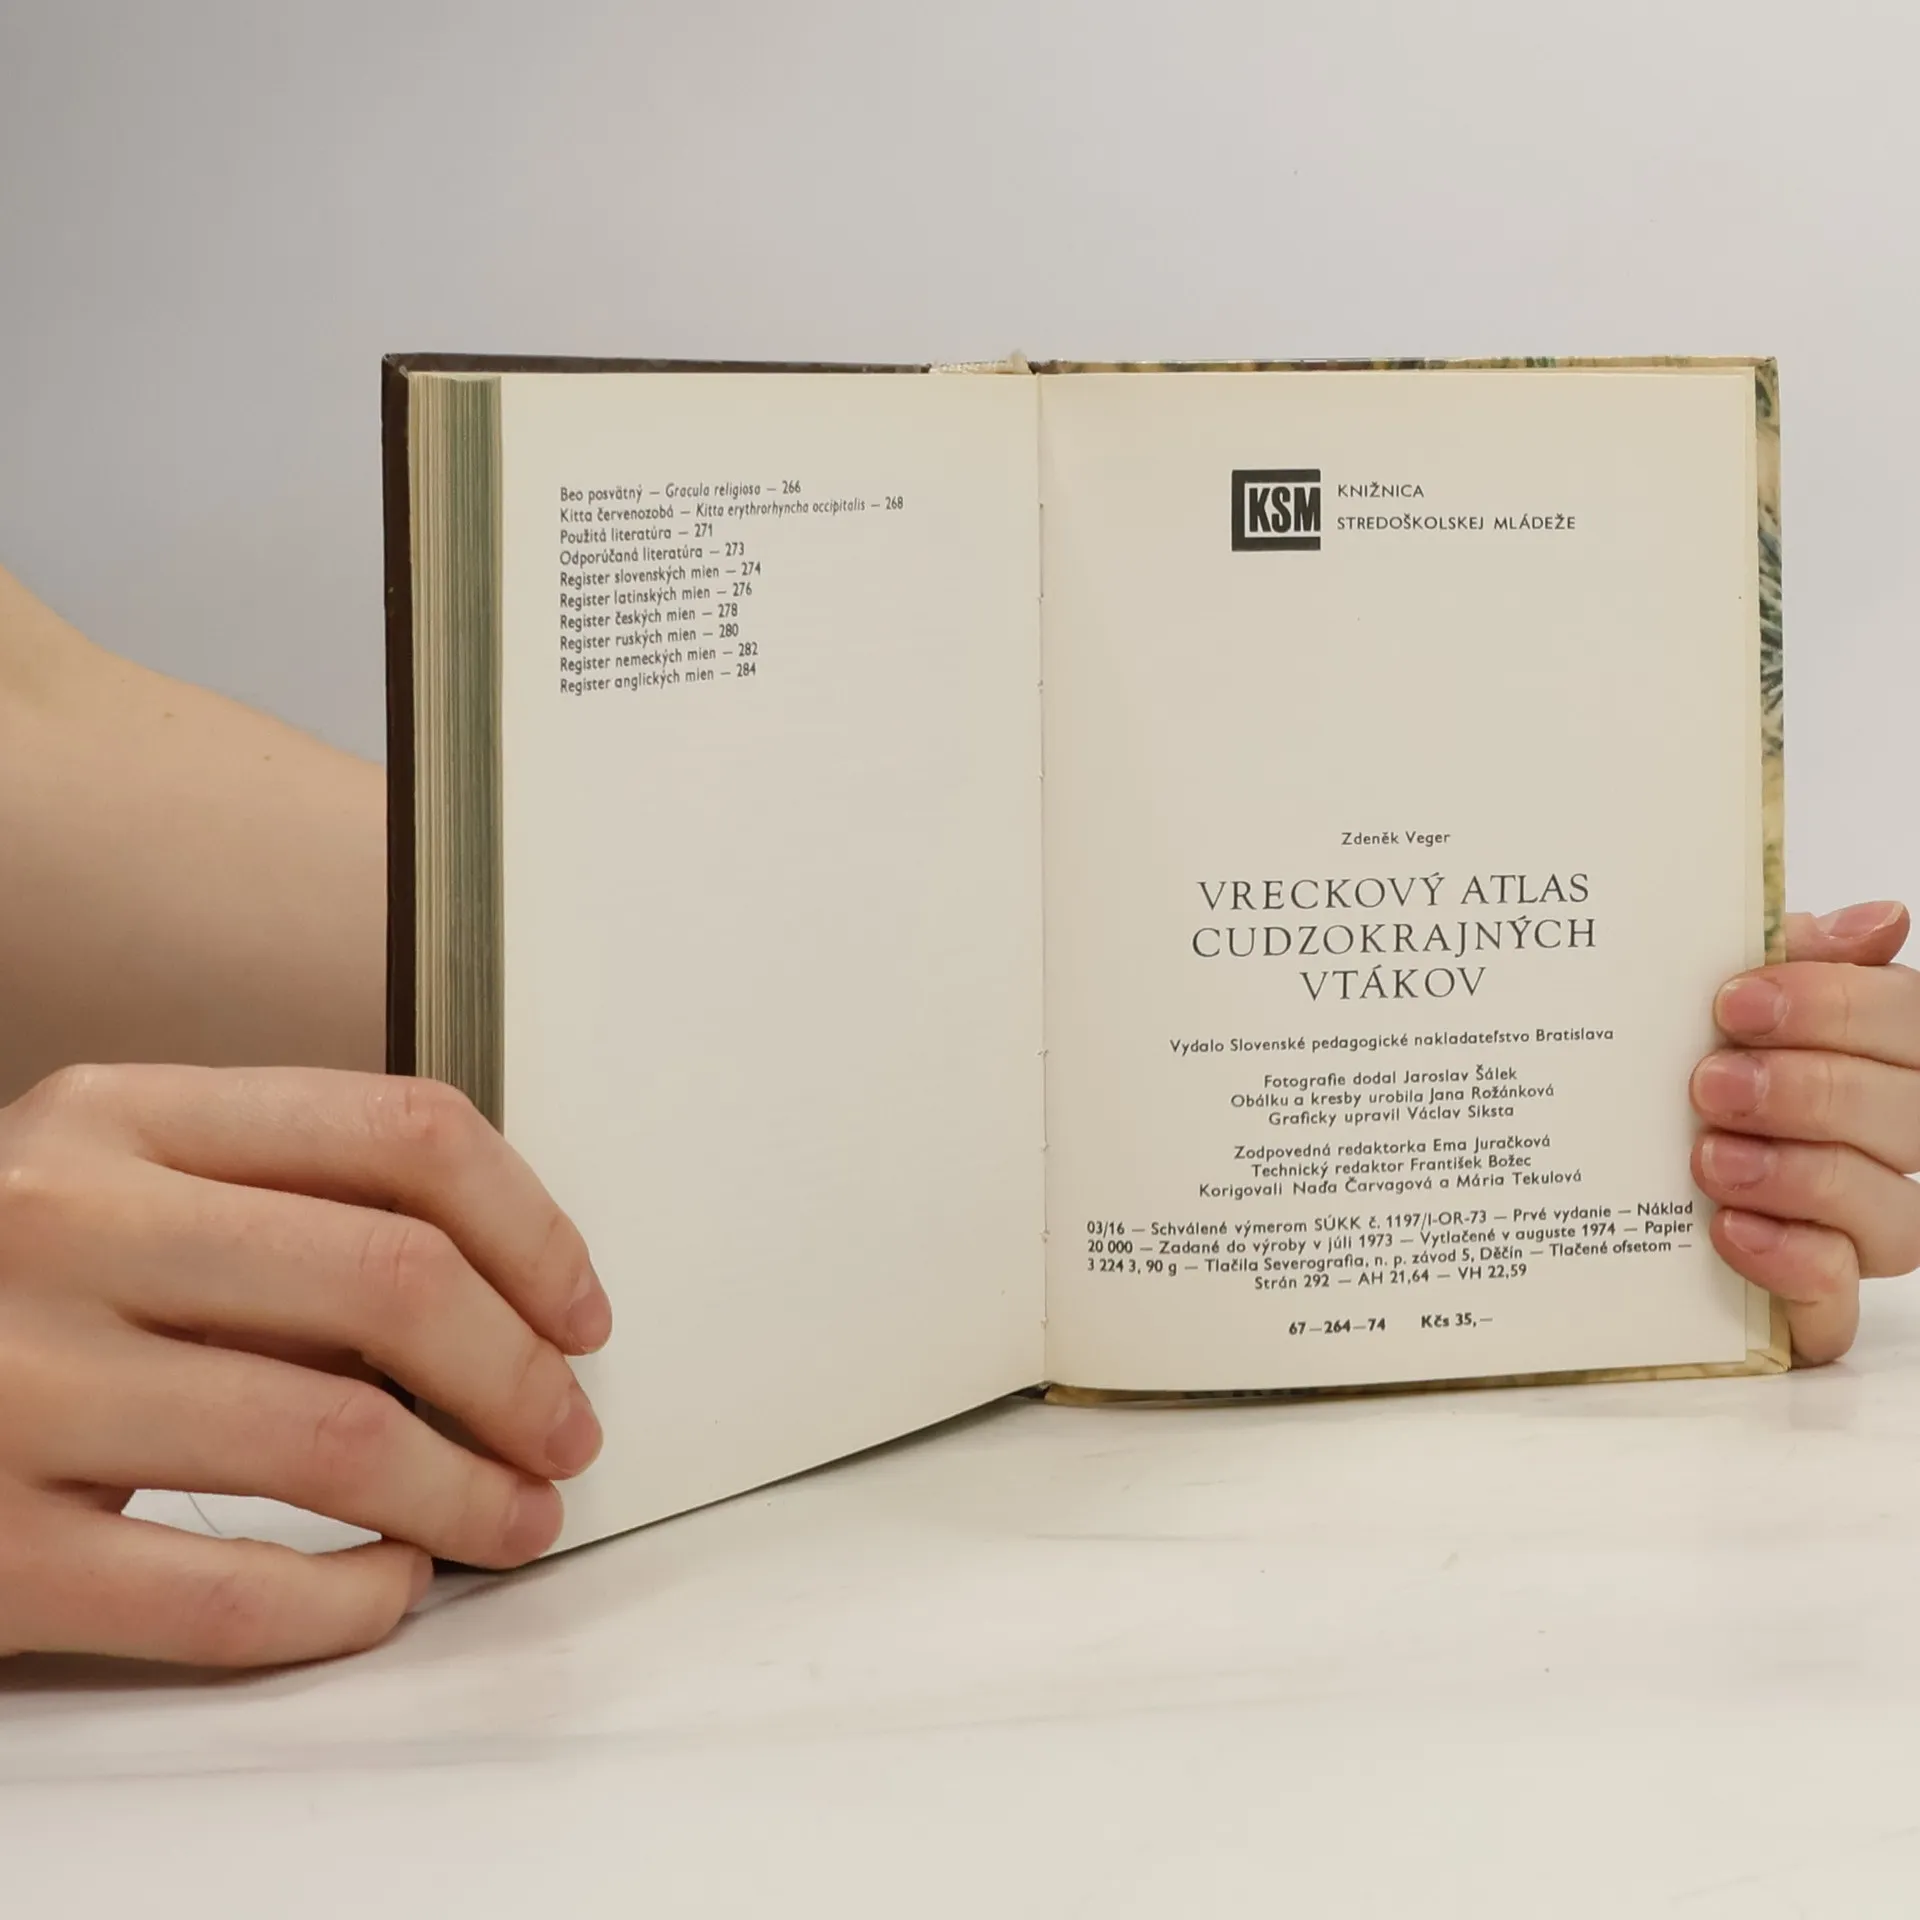 Beo posvätný — Gracula religiosa — 266
Kitta červenozobá — Kitta erythrorhyncha occipitalis — 268
Použitá literatúra — 271
Odporúčaná literatúra — 273
Register slovenských mien — 274
Register latinských mien — 276
Register českých mien — 278
Register ruských mien — 280
Register nemeckých mien — 282
Register anglických mien — 284
KSM KNIŽNICA
STREDOŠKOLSKEJ MLÁDEŽE
Zdeněk Veger
VRECKOVÝ ATLAS
CUDZOKRAJNÝCH
VTÁKOV
Vydalo Slovenské pedagogické nakladateľstvo Bratislava
Fotografie dodal Jaroslav Šálek
Obálku a kresby urobila Jana Rožánková
Graficky upravil Václav Siksta
Zodpovedná redaktorka Ema Juračková
Technický redaktor František Božec
Korigovali Naďa Čarvagová a Mária Tekulová
03/16 — Schválené výmerom SÚKK č. 1197/I-OR-73 — Prvé vydanie — Náklad
20 000 — Zadané do výroby v júli 1973 — Vytlačené v auguste 1974 — Papier
3 224 3, 90 g — Tlačila Severografia, n. p. závod 5, Děčín — Tlačené ofsetom —
Strán 292 — AH 21,64 — VH 22,59
67—264—74 Kčs 35,—